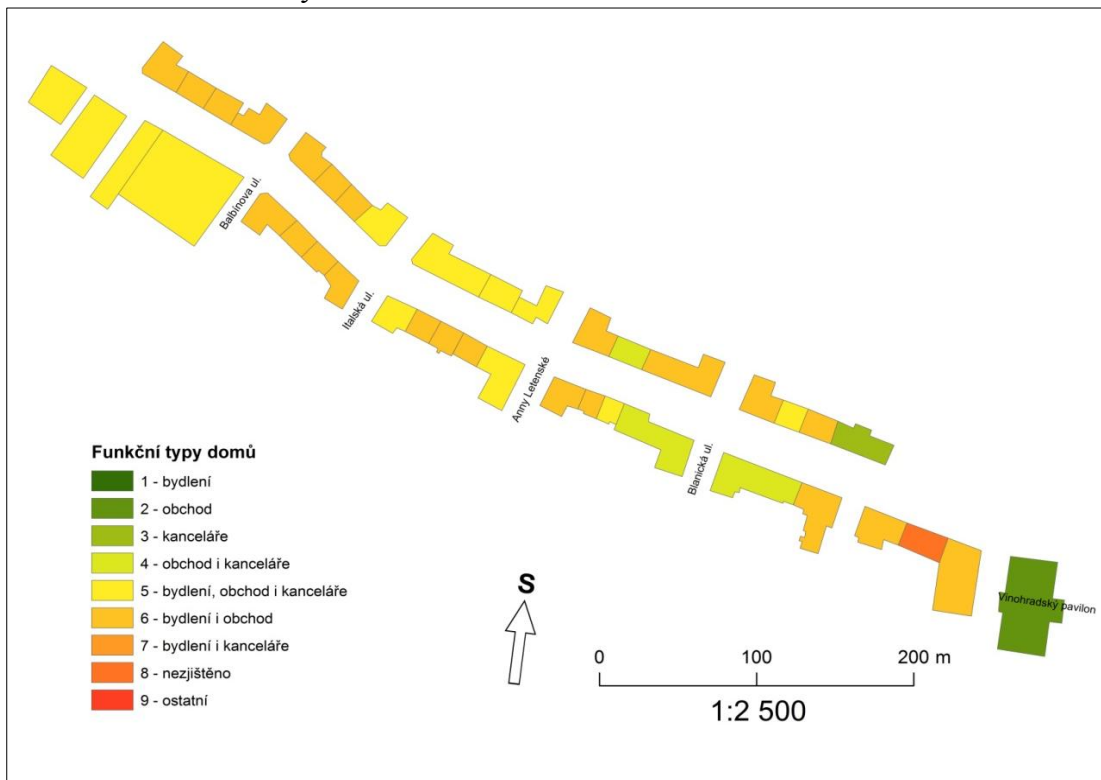 Balbínova ul.
Italská ul.
Anny Letenské
Blanická ul.
Vinohradský pavilon
Funkční typy domů
1 - bydlení
2 - obchod
3 - kanceláře
4 - obchod i kanceláře
5 - bydlení, obchod i kanceláře
6 - bydlení i obchod
7 - bydlení i kanceláře
8 - nezjištěno
9 - ostatní
S
0 100 200 m
1:2 500